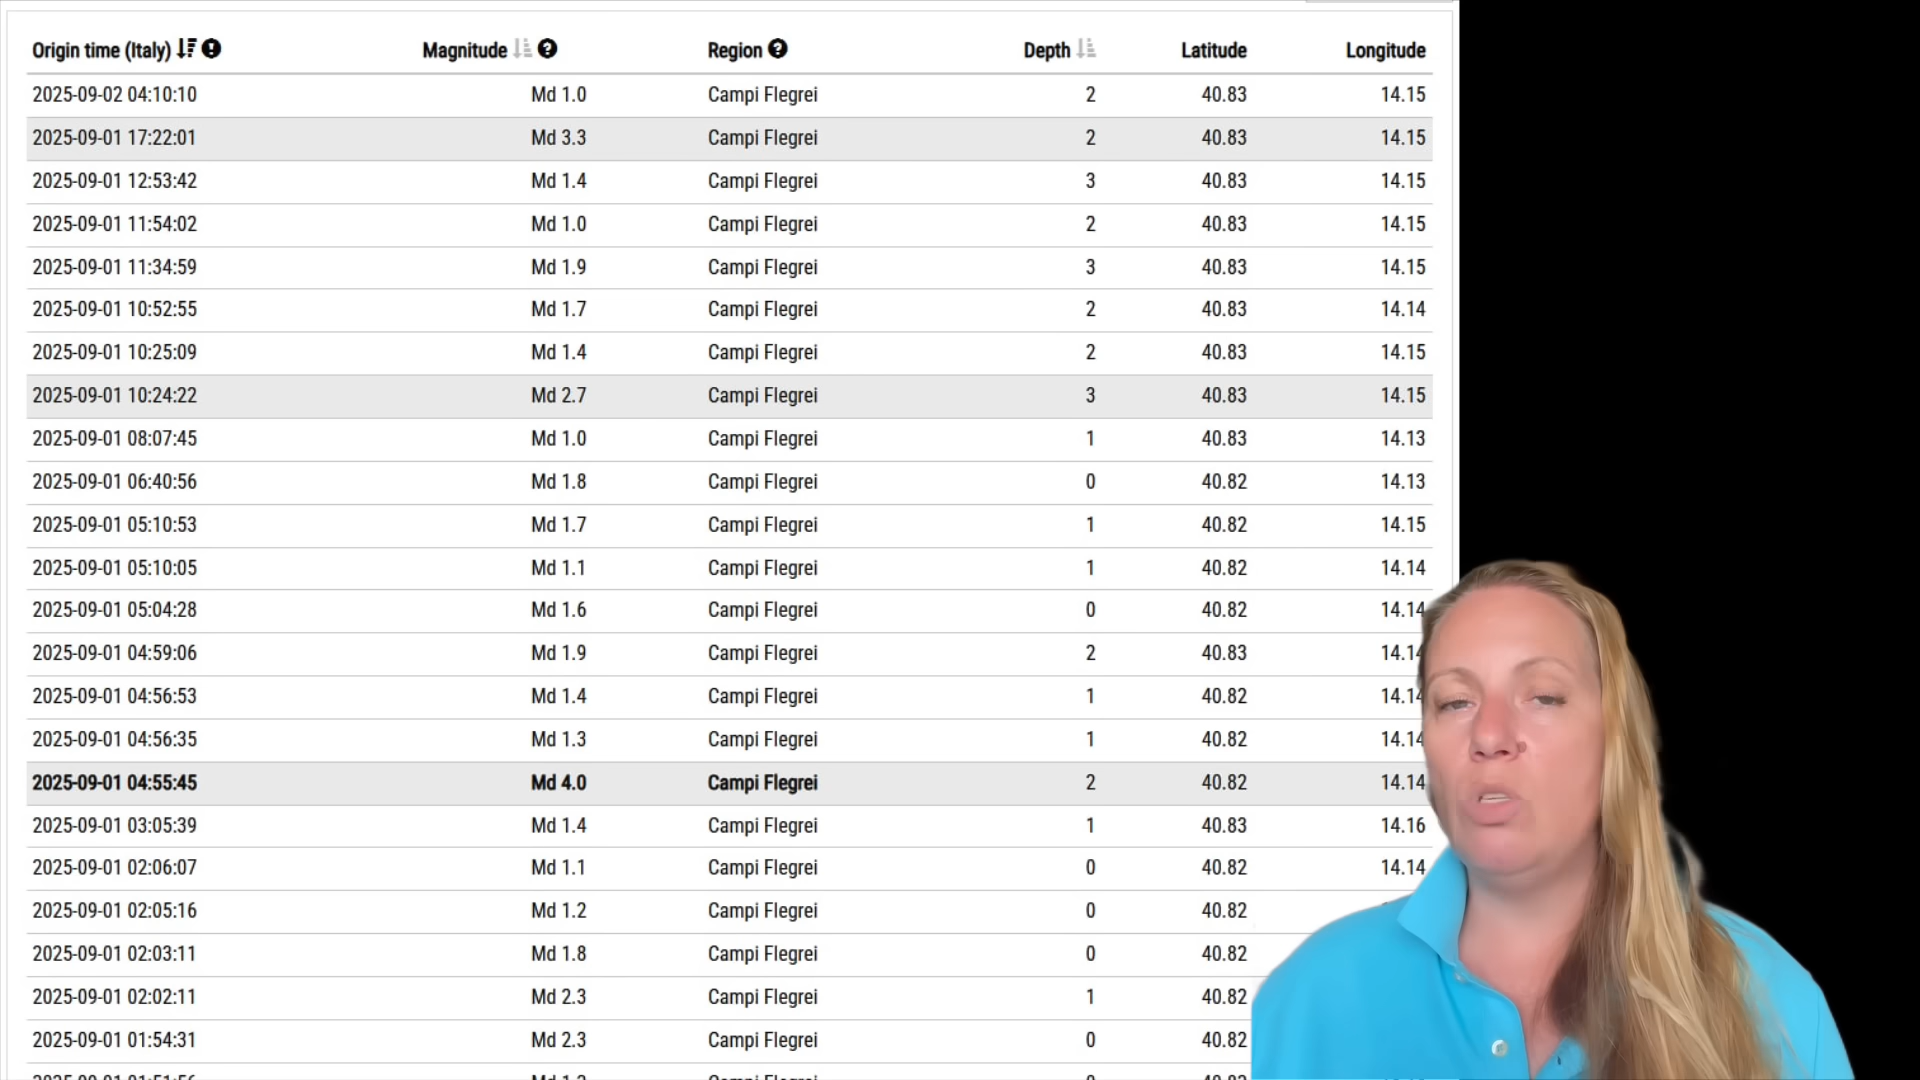 Origin time (Italy) Magnitude Region Depth Latitude Longitude
2025-09-02 04:10:10 Md 1.0 Campi Flegrei 2 40.83 14.15
2025-09-01 17:22:01 Md 3.3 Campi Flegrei 2 40.83 14.15
2025-09-01 12:53:42 Md 1.4 Campi Flegrei 3 40.83 14.15
2025-09-01 11:54:02 Md 1.0 Campi Flegrei 2 40.83 14.15
2025-09-01 11:34:59 Md 1.9 Campi Flegrei 3 40.83 14.15
2025-09-01 10:52:55 Md 1.7 Campi Flegrei 2 40.83 14.14
2025-09-01 10:25:09 Md 1.4 Campi Flegrei 2 40.83 14.15
2025-09-01 10:24:22 Md 2.7 Campi Flegrei 3 40.83 14.15
2025-09-01 08:07:45 Md 1.0 Campi Flegrei 1 40.83 14.13
2025-09-01 06:40:56 Md 1.8 Campi Flegrei 0 40.82 14.13
2025-09-01 05:10:53 Md 1.7 Campi Flegrei 1 40.82 14.15
2025-09-01 05:10:05 Md 1.1 Campi Flegrei 1 40.82 14.14
2025-09-01 05:04:28 Md 1.6 Campi Flegrei 0 40.82 14.14
2025-09-01 04:59:06 Md 1.9 Campi Flegrei 2 40.83 14.14
2025-09-01 04:56:53 Md 1.4 Campi Flegrei 1 40.82 14.14
2025-09-01 04:56:35 Md 1.3 Campi Flegrei 1 40.82 14.14
2025-09-01 04:55:45 Md 4.0 Campi Flegrei 2 40.82 14.14
2025-09-01 03:05:39 Md 1.4 Campi Flegrei 1 40.83 14.16
2025-09-01 02:06:07 Md 1.1 Campi Flegrei 0 40.82 14.14
2025-09-01 02:05:16 Md 1.2 Campi Flegrei 0 40.82
2025-09-01 02:03:11 Md 1.8 Campi Flegrei 0 40.82
2025-09-01 02:02:11 Md 2.3 Campi Flegrei 1 40.82
2025-09-01 01:54:31 Md 2.3 Campi Flegrei 0 40.82